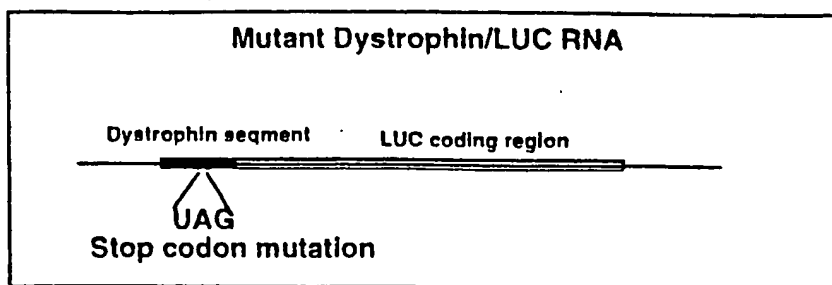 Mutant Dystrophin/LUC RNA
Dystrophin seqment LUC coding region
UAG
Stop codon mutation